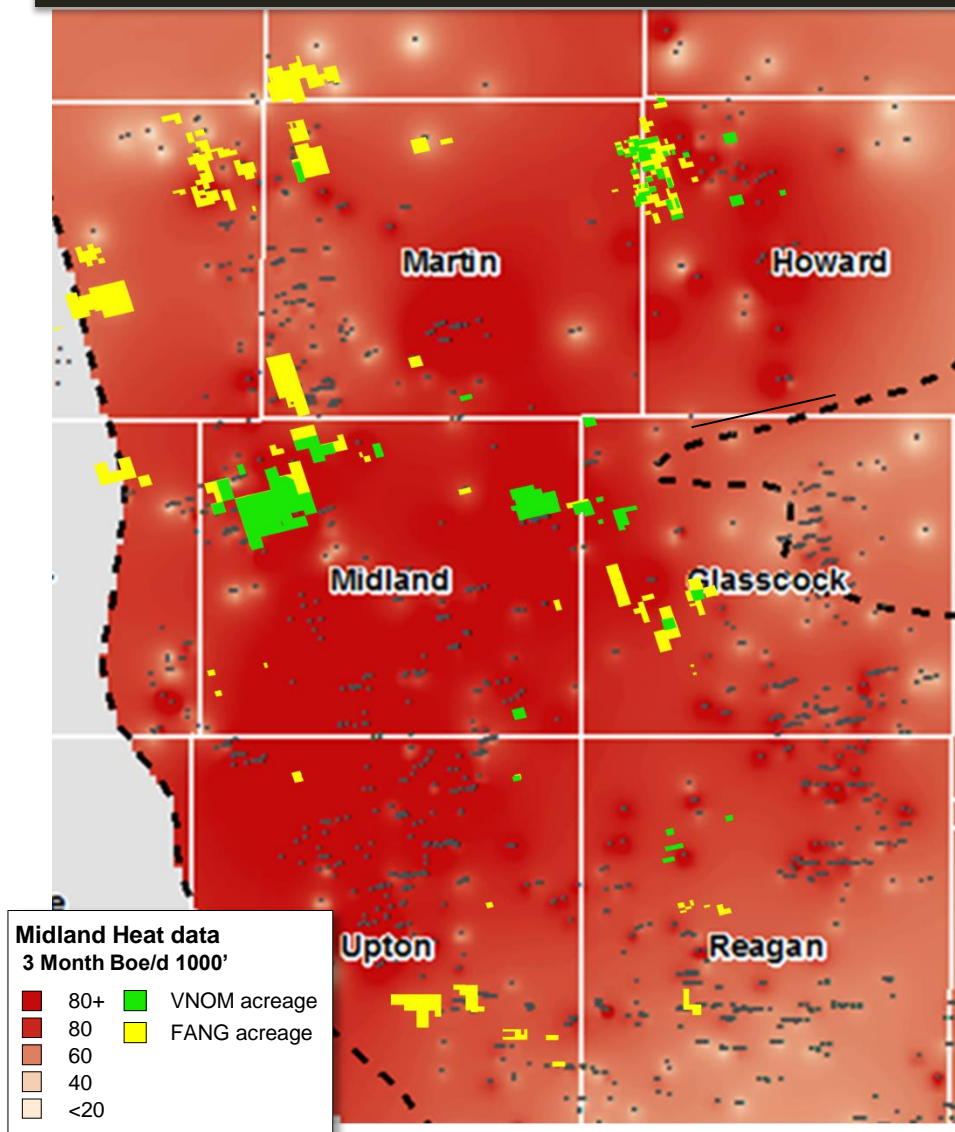 Martin
Howard
Midland
Glasscock
e
Upton
Reagan
Midland Heat data
3 Month Boe/d 1000’
80+ VNOM acreage
80 FANG acreage
60
40
<20